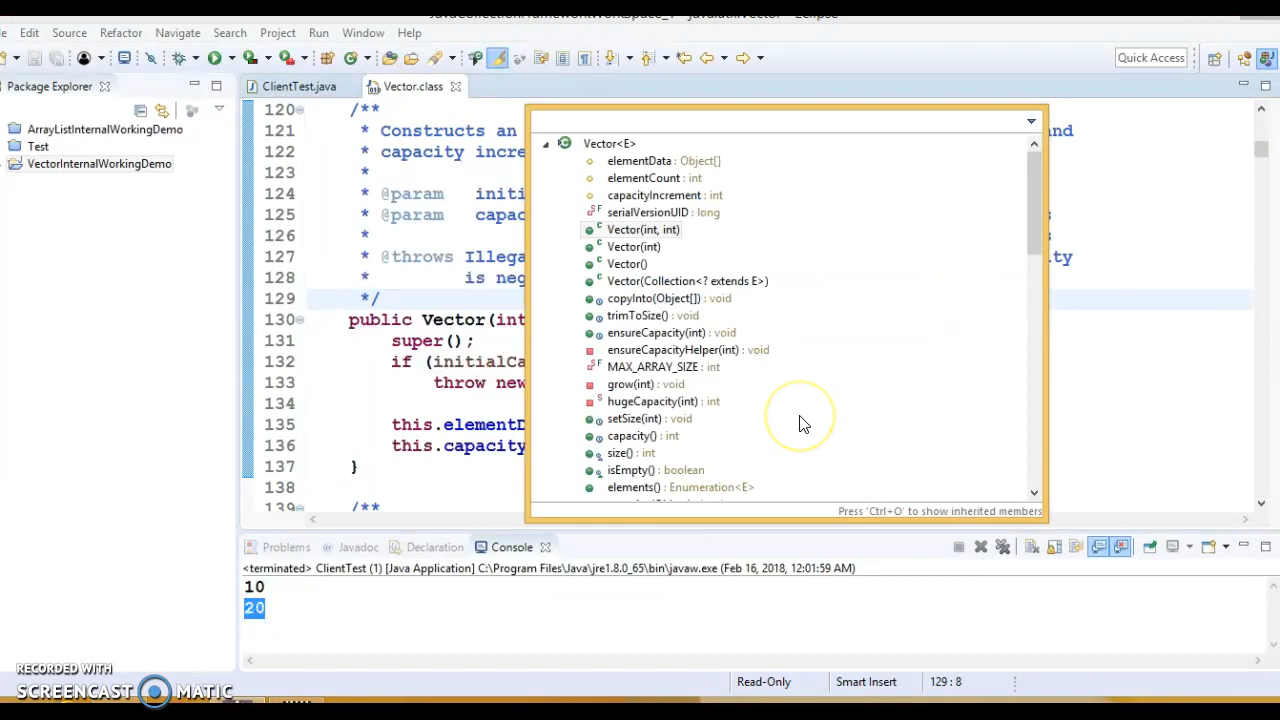 Edit Source Refactor Navigate Search Project Run Window Help
Quick Access
Package Explorer
ArrayListInternalWorkingDemo
Test
VectorInternalWorkingDemo
ClientTest.java Vector.class
120 /**
121 * Constructs an and
122 * capacity incre
123 *
124 * @param initi
125 * @param capac s
126 * s
127 * @throws Illega ty
128 * is neg
129 */
130 public Vector(int
131 super();
132 if (initialCa
133 throw new
134
135 this.elementD
136 this.capacity
137 }
138
139 /**
Vector<E>
elementData : Object[]
elementCount : int
capacityIncrement : int
serialVersionUID : long
Vector(int, int)
Vector(int)
Vector()
Vector(Collection<? extends E>)
copyInto(Object[]) : void
trimToSize() : void
ensureCapacity(int) : void
ensureCapacityHelper(int) : void
MAX_ARRAY_SIZE : int
grow(int) : void
hugeCapacity(int) : int
setSize(int) : void
capacity() : int
size() : int
isEmpty() : boolean
elements() : Enumeration<E>
Press 'Ctrl+O' to show inherited members
Problems Javadoc Declaration Console
<terminated> ClientTest (1) [Java Application] C:\Program Files\Java\jre1.8.0_65\bin\javaw.exe (Feb 16, 2018, 12:01:59 AM)
10
20
Read-Only Smart Insert 129 : 8
RECORDED WITH
SCREENCAST MATIC